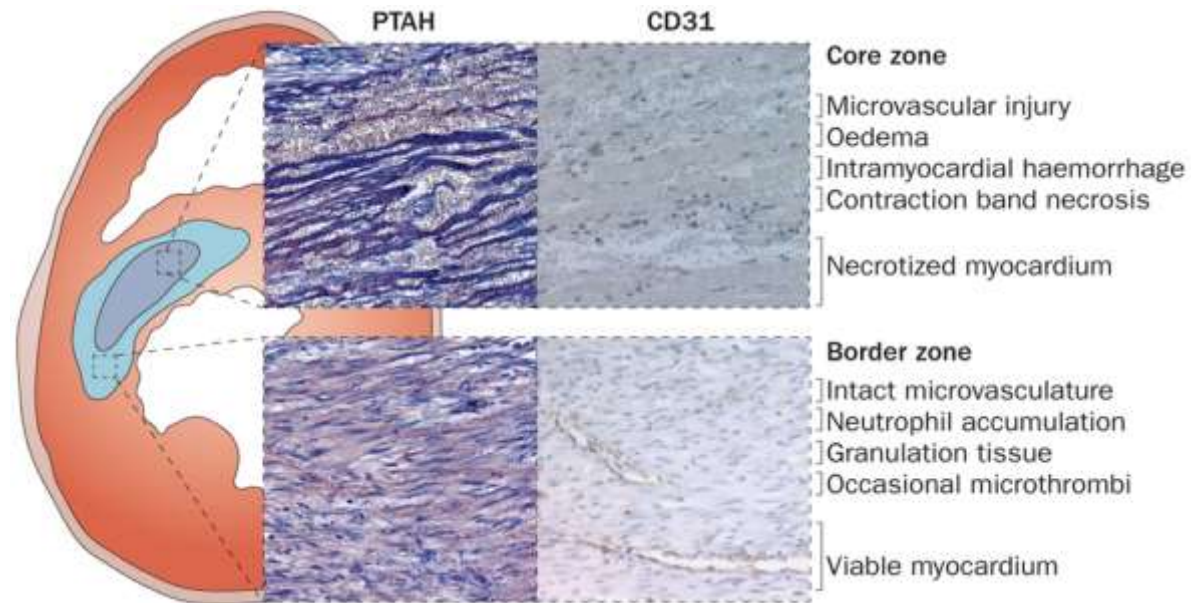 PTAH
CD31
Core zone
Microvascular injury
Oedema
Intramyocardial haemorrhage
Contraction band necrosis
Necrotized myocardium
Border zone
Intact microvasculature
Neutrophil accumulation
Granulation tissue
Occasional microthrombi
Viable myocardium